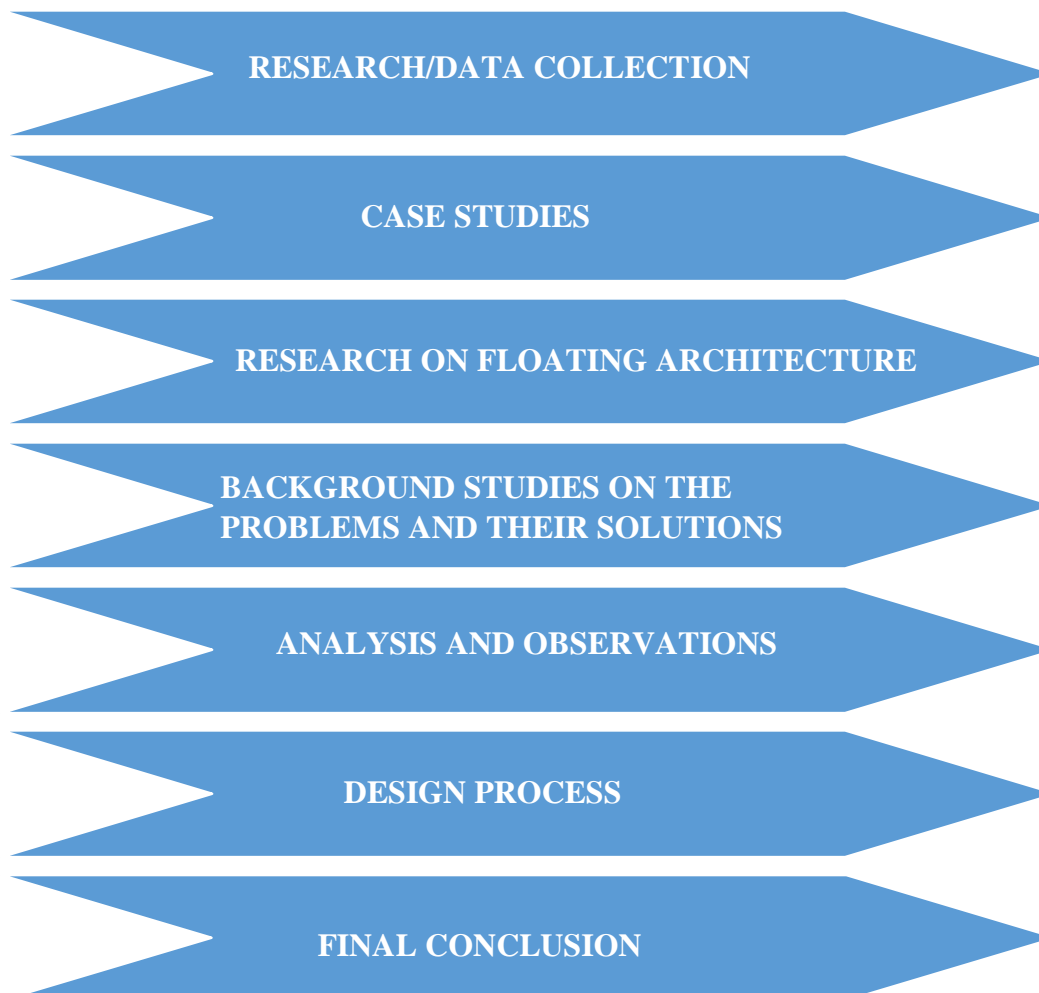 RESEARCH/DATA COLLECTION
CASE STUDIES
RESEARCH ON FLOATING ARCHITECTURE
BACKGROUND STUDIES ON THE
PROBLEMS AND THEIR SOLUTIONS
ANALYSIS AND OBSERVATIONS
DESIGN PROCESS
FINAL CONCLUSION